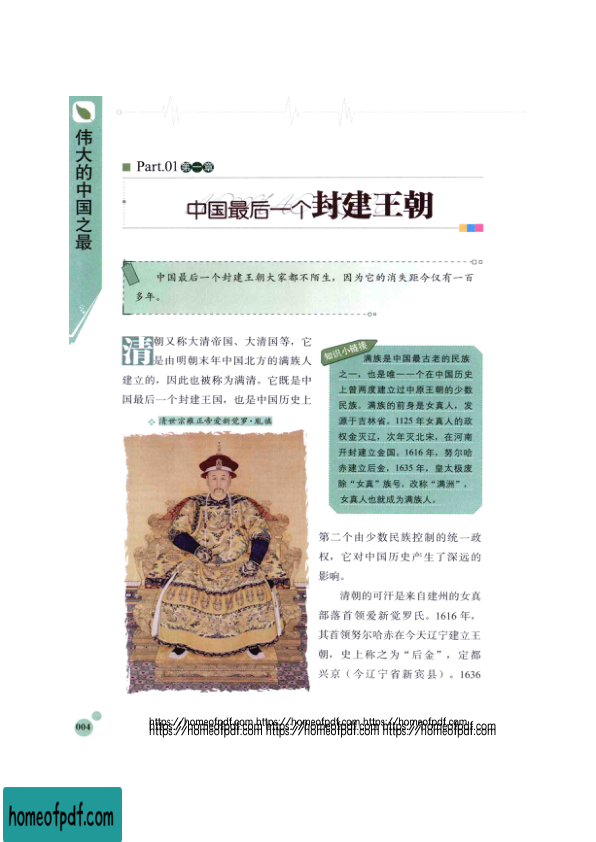 伟大的中国之最
Part.01 第一章
中国最后一个封建王朝
中国最后一个封建王朝大家都不陌生，因为它的消失距今仅有一百
多年。
清朝又称大清帝国、大清国等，它
是由明朝末年中国北方的满族人
建立的，因此也被称为满清。它既是中
国最后一个封建王国，也是中国历史上
清世宗雍正帝爱新觉罗·胤禛
知识小链接
满族是中国最古老的民族
之一，也是唯一一个在中国历史
上曾两度建立过中原王朝的少数
民族。满族的前身是女真人，发
源于吉林省。1125 年女真人的政
权金灭辽，次年灭北宋，在河南
开封建立金国。1616 年，努尔哈
赤建立后金，1635 年，皇太极废
除“女真”族号，改称“满洲”，
女真人也就成为满族人。
第二个由少数民族控制的统一政
权，它对中国历史产生了深远的
影响。
清朝的可汗是来自建州的女真
部落首领爱新觉罗氏。1616 年，
其首领努尔哈赤在今天辽宁建立王
朝，史上称之为“后金”，定都
兴京（今辽宁省新宾县）。1636
004
https://homeofpdf.com https://homeofpdf.com https://homeofpdf.com
https://homeofpdf.com https://homeofpdf.com https://homeofpdf.com
homeofpdf.com